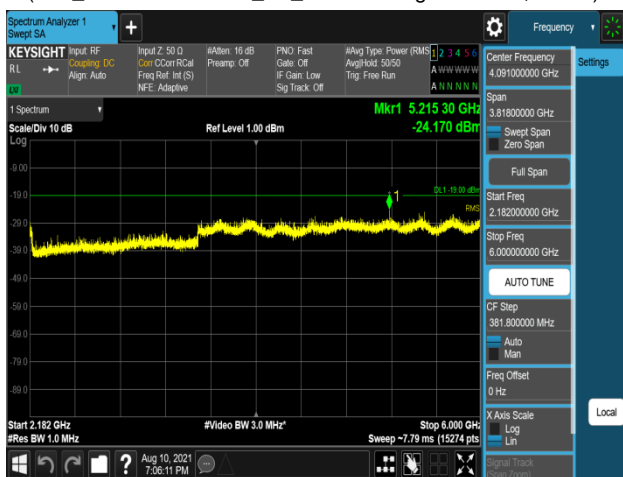 Spectrum Analyzer 1
Swept SA
+
Frequency
KEYSIGHT
RL
LXI
Input: RF
Coupling: DC
Align: Auto
Input Z: 50 Ω
Corr CCorr RCal
Freq Ref: Int (S)
NFE: Adaptive
#Atten: 16 dB
Preamp: Off
PNO: Fast
Gate: Off
IF Gain: Low
Sig Track: Off
#Avg Type: Power (RMS
Avg|Hold: 50/50
Trig: Free Run
1 2 3 4 5 6
A W W W W W
A N N N N N
1 Spectrum
Scale/Div 10 dB
Log
Ref Level 1.00 dBm
Mkr1 5.215 30 GHz
-24.170 dBm
-9.00
-19.0
-29.0
-39.0
-49.0
-59.0
-69.0
-79.0
-89.0
DL1 -19.00 dBm
RMS
1
Start 2.182 GHz
#Res BW 1.0 MHz
#Video BW 3.0 MHz*
Stop 6.000 GHz
Sweep ~7.79 ms (15274 pts
Aug 10, 2021
7:06:11 PM
Center Frequency
4.091000000 GHz
Span
3.81800000 GHz
Swept Span
Zero Span
Full Span
Start Freq
2.182000000 GHz
Stop Freq
6.000000000 GHz
AUTO TUNE
CF Step
381.800000 MHz
Auto
Man
Freq Offset
0 Hz
X Axis Scale
Log
Lin
Signal Track
(Span Zoom)
Settings
Local